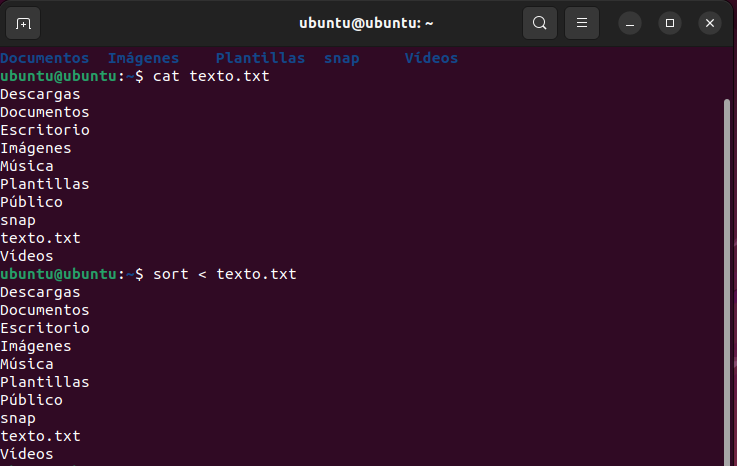 ubuntu@ubuntu: ~
Documentos Imágenes Plantillas snap Vídeos
ubuntu@ubuntu:~$ cat texto.txt
Descargas
Documentos
Escritorio
Imágenes
Música
Plantillas
Público
snap
texto.txt
Vídeos
ubuntu@ubuntu:~$ sort < texto.txt
Descargas
Documentos
Escritorio
Imágenes
Música
Plantillas
Público
snap
texto.txt
Vídeos